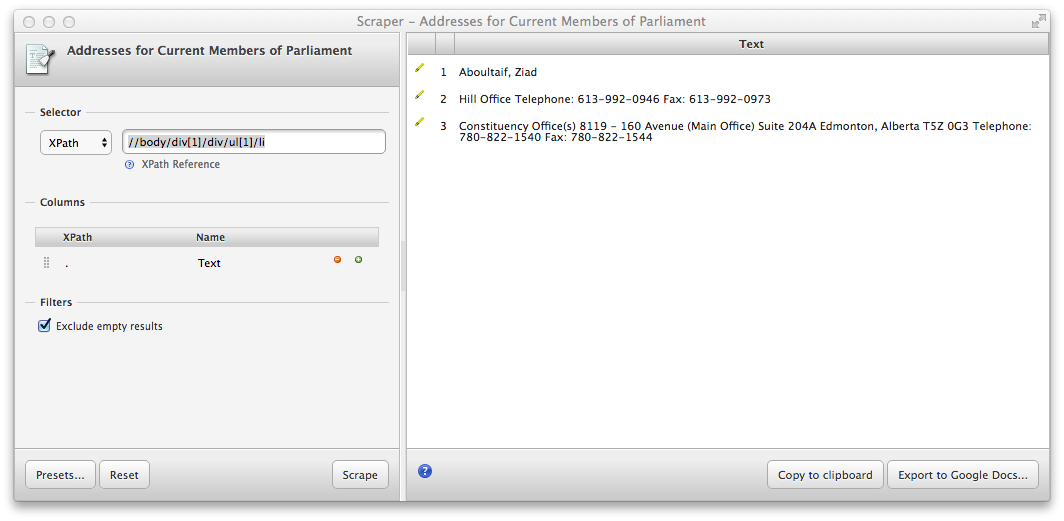 Scraper – Addresses for Current Members of Parliament
Addresses for Current Members of Parliament
Selector
XPath
//body/div[1]/div/ul[1]/li
? XPath Reference
Columns
XPath Name
. Text
Filters
Exclude empty results
Presets... Reset Scrape
Text
1 Aboultaif, Ziad
2 Hill Office Telephone: 613-992-0946 Fax: 613-992-0973
3 Constituency Office(s) 8119 – 160 Avenue (Main Office) Suite 204A Edmonton, Alberta T5Z 0G3 Telephone:
780-822-1540 Fax: 780-822-1544
? Copy to clipboard Export to Google Docs...